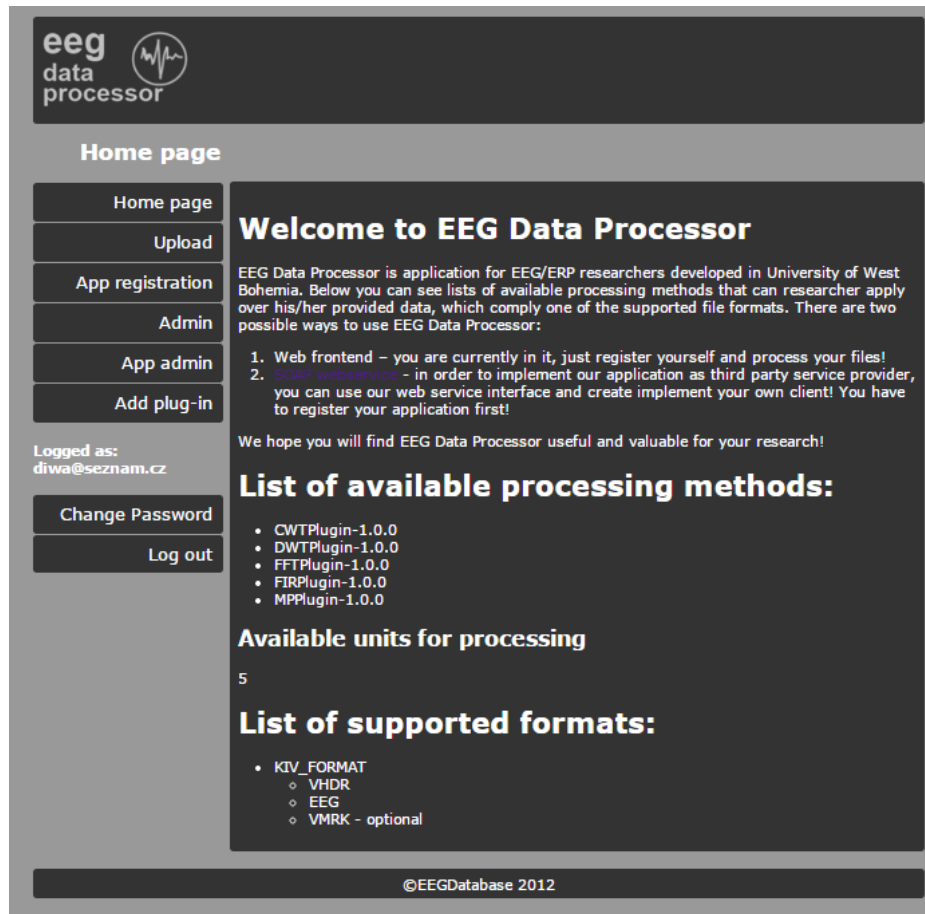 eeg
data
processor
Home page
Home page
Upload
App registration
Admin
App admin
Add plug-in
Logged as:
diwa@seznam.cz
Change Password
Log out
Welcome to EEG Data Processor
EEG Data Processor is application for EEG/ERP researchers developed in University of West
Bohemia. Below you can see lists of available processing methods that can researcher apply
over his/her provided data, which comply one of the supported file formats. There are two
possible ways to use EEG Data Processor:
1. Web frontend – you are currently in it, just register yourself and process your files!
2. SOAP webservice - in order to implement our application as third party service provider,
you can use our web service interface and create implement your own client! You have
to register your application first!
We hope you will find EEG Data Processor useful and valuable for your research!
List of available processing methods:
• CWTPlugin-1.0.0
• DWTPlugin-1.0.0
• FFTPlugin-1.0.0
• FIRPlugin-1.0.0
• MPPlugin-1.0.0
Available units for processing
5
List of supported formats:
• KIV_FORMAT
◦ VHDR
◦ EEG
◦ VMRK - optional
©EEGDatabase 2012